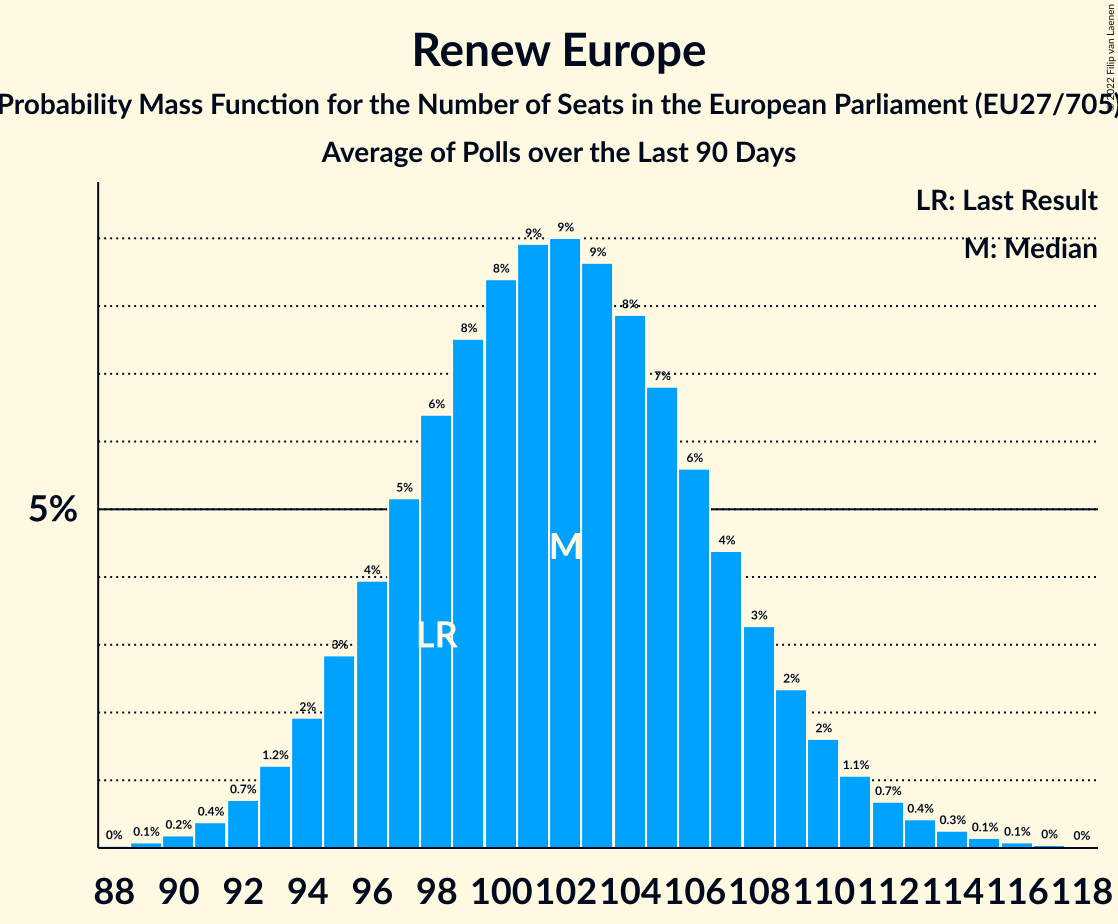 Renew Europe
Probability Mass Function for the Number of Seats in the European Parliament (EU27/705)
Average of Polls over the Last 90 Days
© 2022 Filip van Laenen
LR: Last Result
M: Median
5%
0% 0.1% 0.2% 0.4% 0.7% 1.2% 2% 3% 4% 5% 6% 8% 8% 9% 9% 9% 8% 7% 6% 4% 3% 2% 2% 1.1% 0.7% 0.4% 0.3% 0.1% 0.1% 0% 0%
M
LR
88 90 92 94 96 98 100 102 104 106 108 110 112 114 116 118